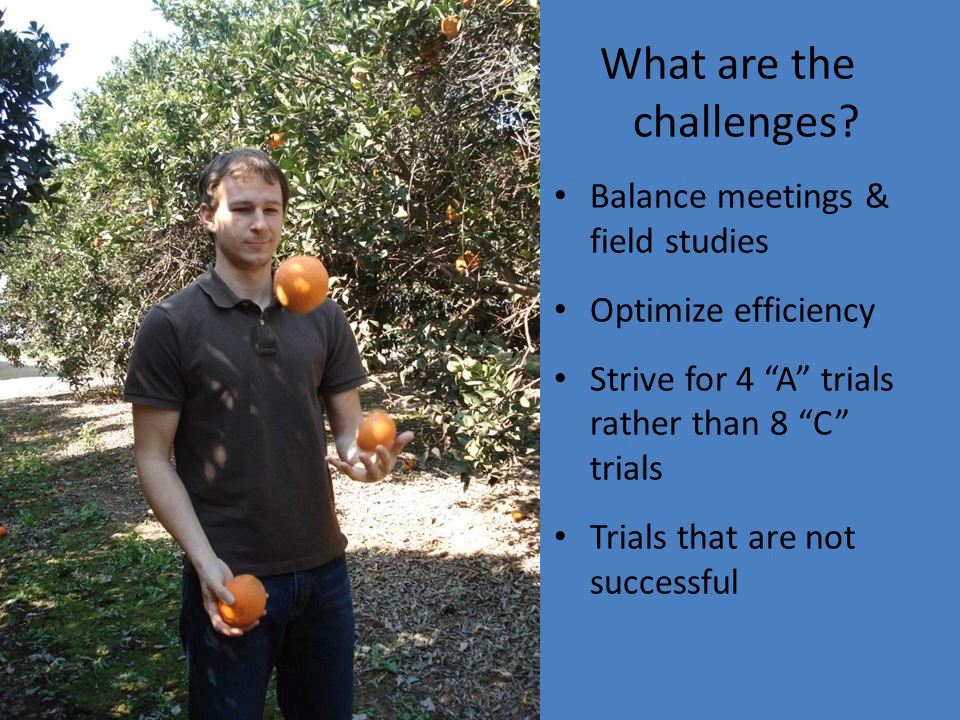 What are the
challenges?
• Balance meetings &
field studies
• Optimize efficiency
• Strive for 4 “A” trials
rather than 8 “C”
trials
• Trials that are not
successful